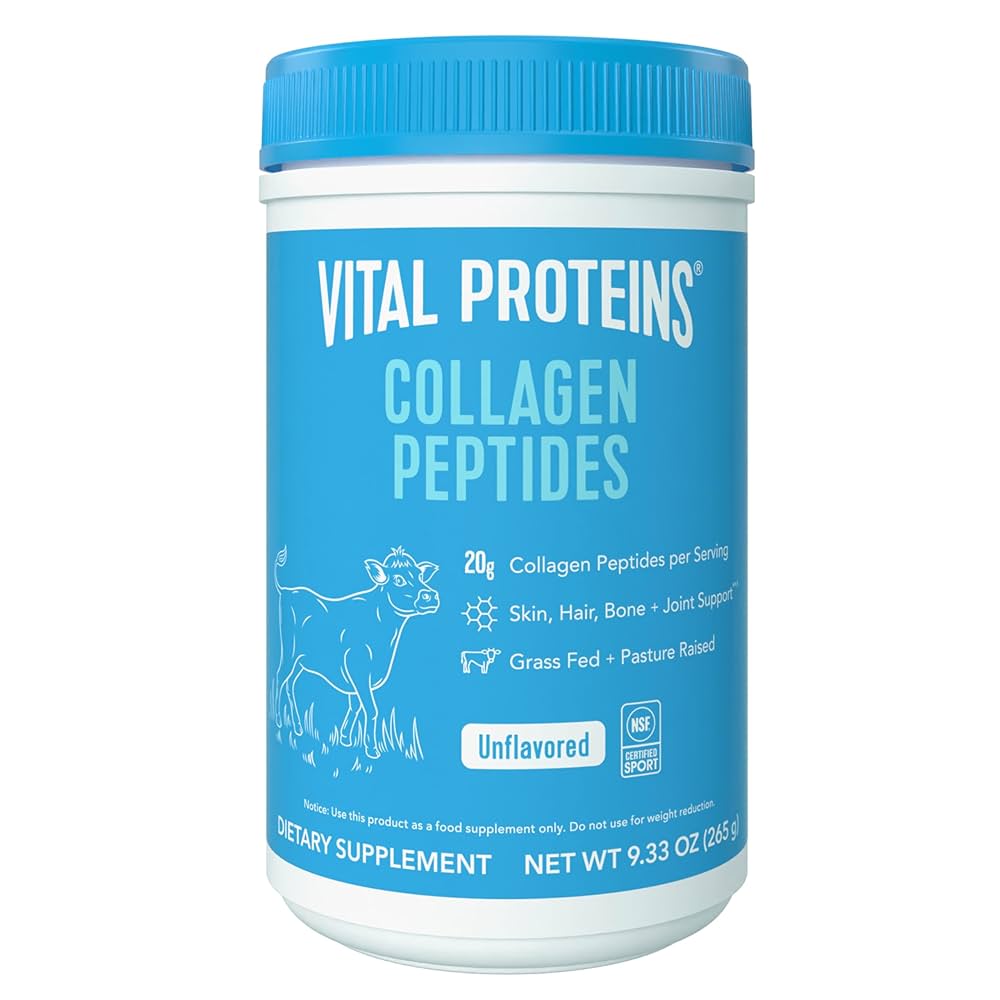 VITAL PROTEINS®
COLLAGEN
PEPTIDES
20g Collagen Peptides per Serving
Skin, Hair, Bone + Joint Support
Grass Fed + Pasture Raised
Unflavored
NSF®
CERTIFIED
SPORT
Notice: Use this product as a food supplement only. Do not use for weight reduction.
DIETARY SUPPLEMENT NET WT 9.33 OZ (265 g)